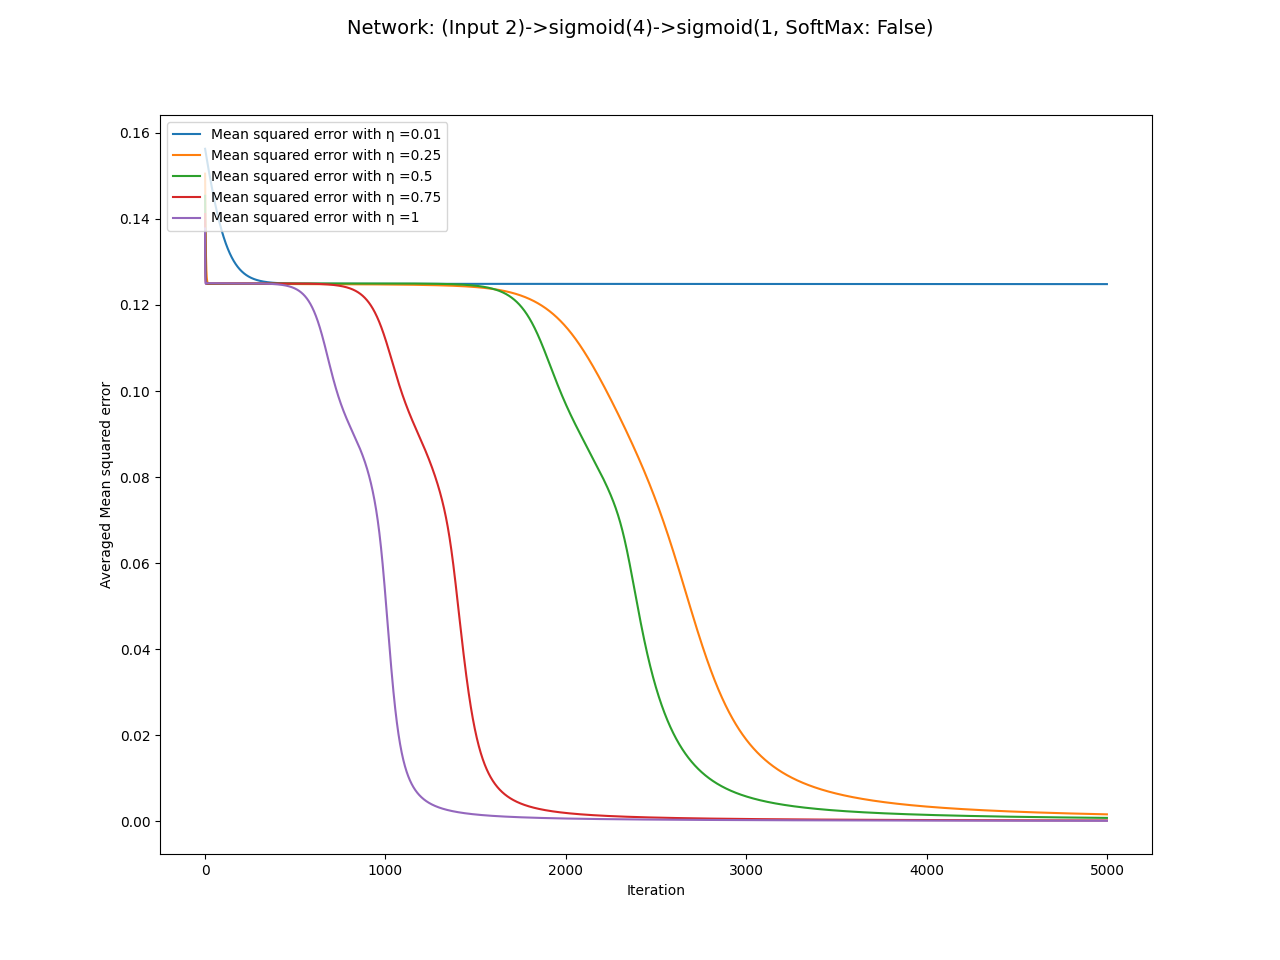 Network: (Input 2)->sigmoid(4)->sigmoid(1, SoftMax: False)
Mean squared error with η =0.01
Mean squared error with η =0.25
Mean squared error with η =0.5
Mean squared error with η =0.75
Mean squared error with η =1
Averaged Mean squared error
0.16
0.14
0.12
0.10
0.08
0.06
0.04
0.02
0.00
0 1000 2000 3000 4000 5000
Iteration